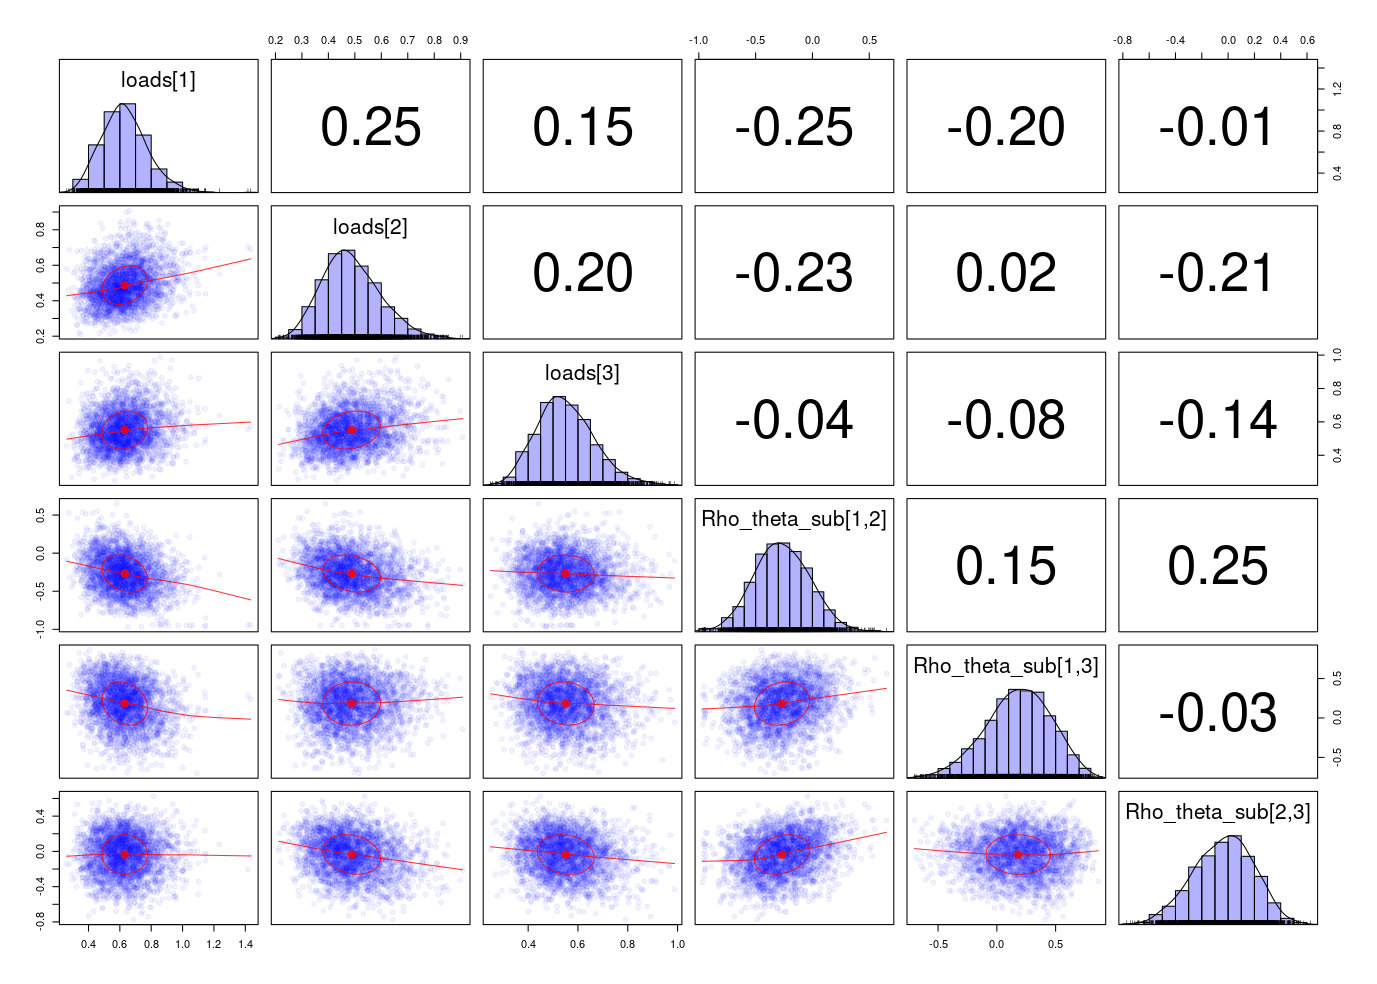 0.2 0.3 0.4 0.5 0.6 0.7 0.8 0.9 -1.0 -0.5 0.0 0.5 -0.8 -0.4 0.0 0.2 0.4 0.6
loads[1] 0.25 0.15 -0.25 -0.20 -0.01
0.4 0.8 1.2
0.2 0.4 0.6 0.8
loads[2] 0.20 -0.23 0.02 -0.21
loads[3] -0.04 -0.08 -0.14
0.4 0.6 0.8 1.0
-1.0 -0.5 0.0 0.5
Rho_theta_sub[1,2] 0.15 0.25
Rho_theta_sub[1,3] -0.03
-0.5 0.0 0.5
-0.8 -0.4 0.0 0.4
Rho_theta_sub[2,3]
0.4 0.6 0.8 1.0 1.2 1.4 0.4 0.6 0.8 1.0 -0.5 0.0 0.5